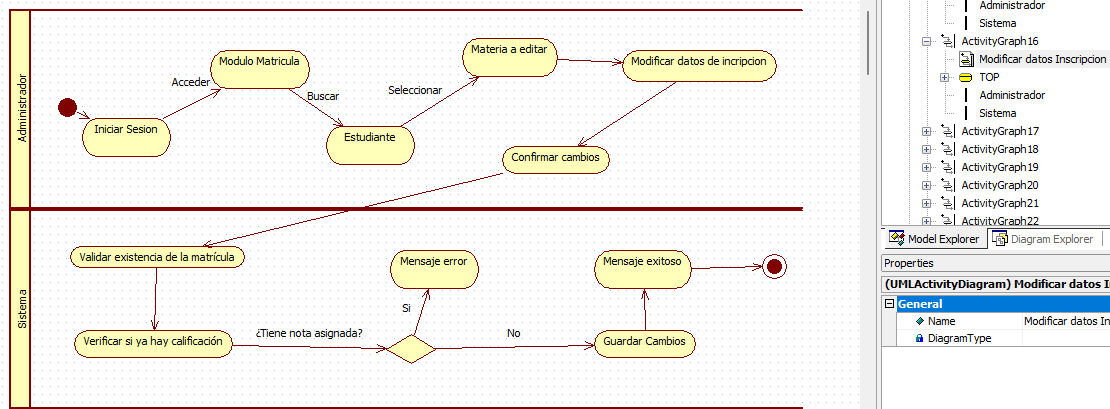 Administrador
Modulo Matricula
Materia a editar
Modificar datos de incripcion
Acceder
Buscar
Seleccionar
Iniciar Sesion
Estudiante
Confirmar cambios
Sistema
Validar existencia de la matrícula
Mensaje error
Mensaje exitoso
Si
Verificar si ya hay calificación
¿Tiene nota asignada?
No
Guardar Cambios
Administrador
Sistema
ActivityGraph16
Modificar datos Inscripcion
TOP
Administrador
Sistema
ActivityGraph17
ActivityGraph18
ActivityGraph19
ActivityGraph20
ActivityGraph21
ActivityGraph22
Model Explorer
Diagram Explorer
Properties
(UMLActivityDiagram) Modificar datos I
General
Name
Modificar datos In
DiagramType